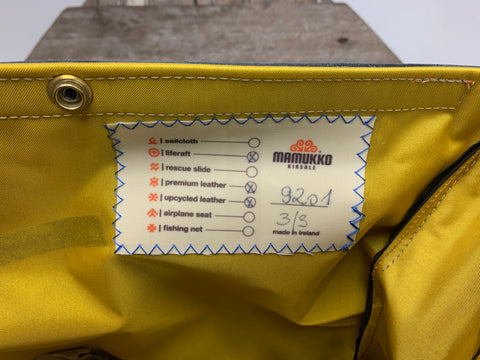 sailcloth
liferaft
rescue slide
premium leather
upcycled leather
airplane seat
fishing net
MAMUKKO
KINSALE
9201
3/3
made in Ireland